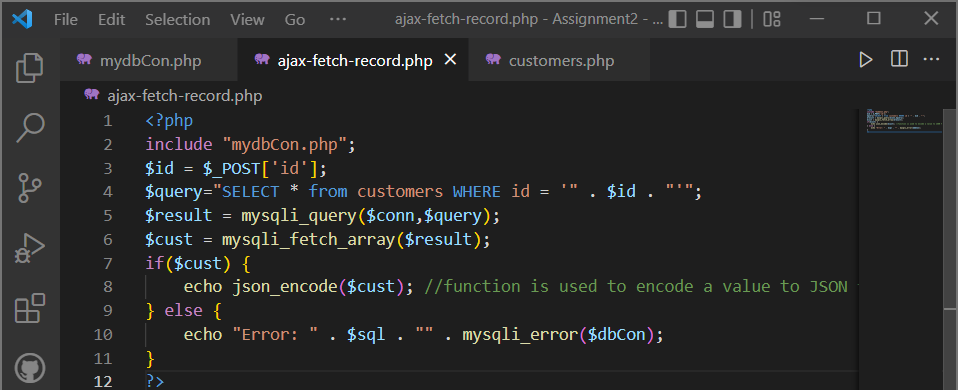 File Edit Selection View Go ... ajax-fetch-record.php - Assignment2 - ...
mydbCon.php ajax-fetch-record.php customers.php
ajax-fetch-record.php
1 <?php
2 include "mydbCon.php";
3 $id = $_POST['id'];
4 $query="SELECT * from customers WHERE id = '" . $id . "'";
5 $result = mysqli_query($conn,$query);
6 $cust = mysqli_fetch_array($result);
7 if($cust) {
8 echo json_encode($cust); //function is used to encode a value to JSON
9 } else {
10 echo "Error: " . $sql . "" . mysqli_error($dbCon);
11 }
12 ?>